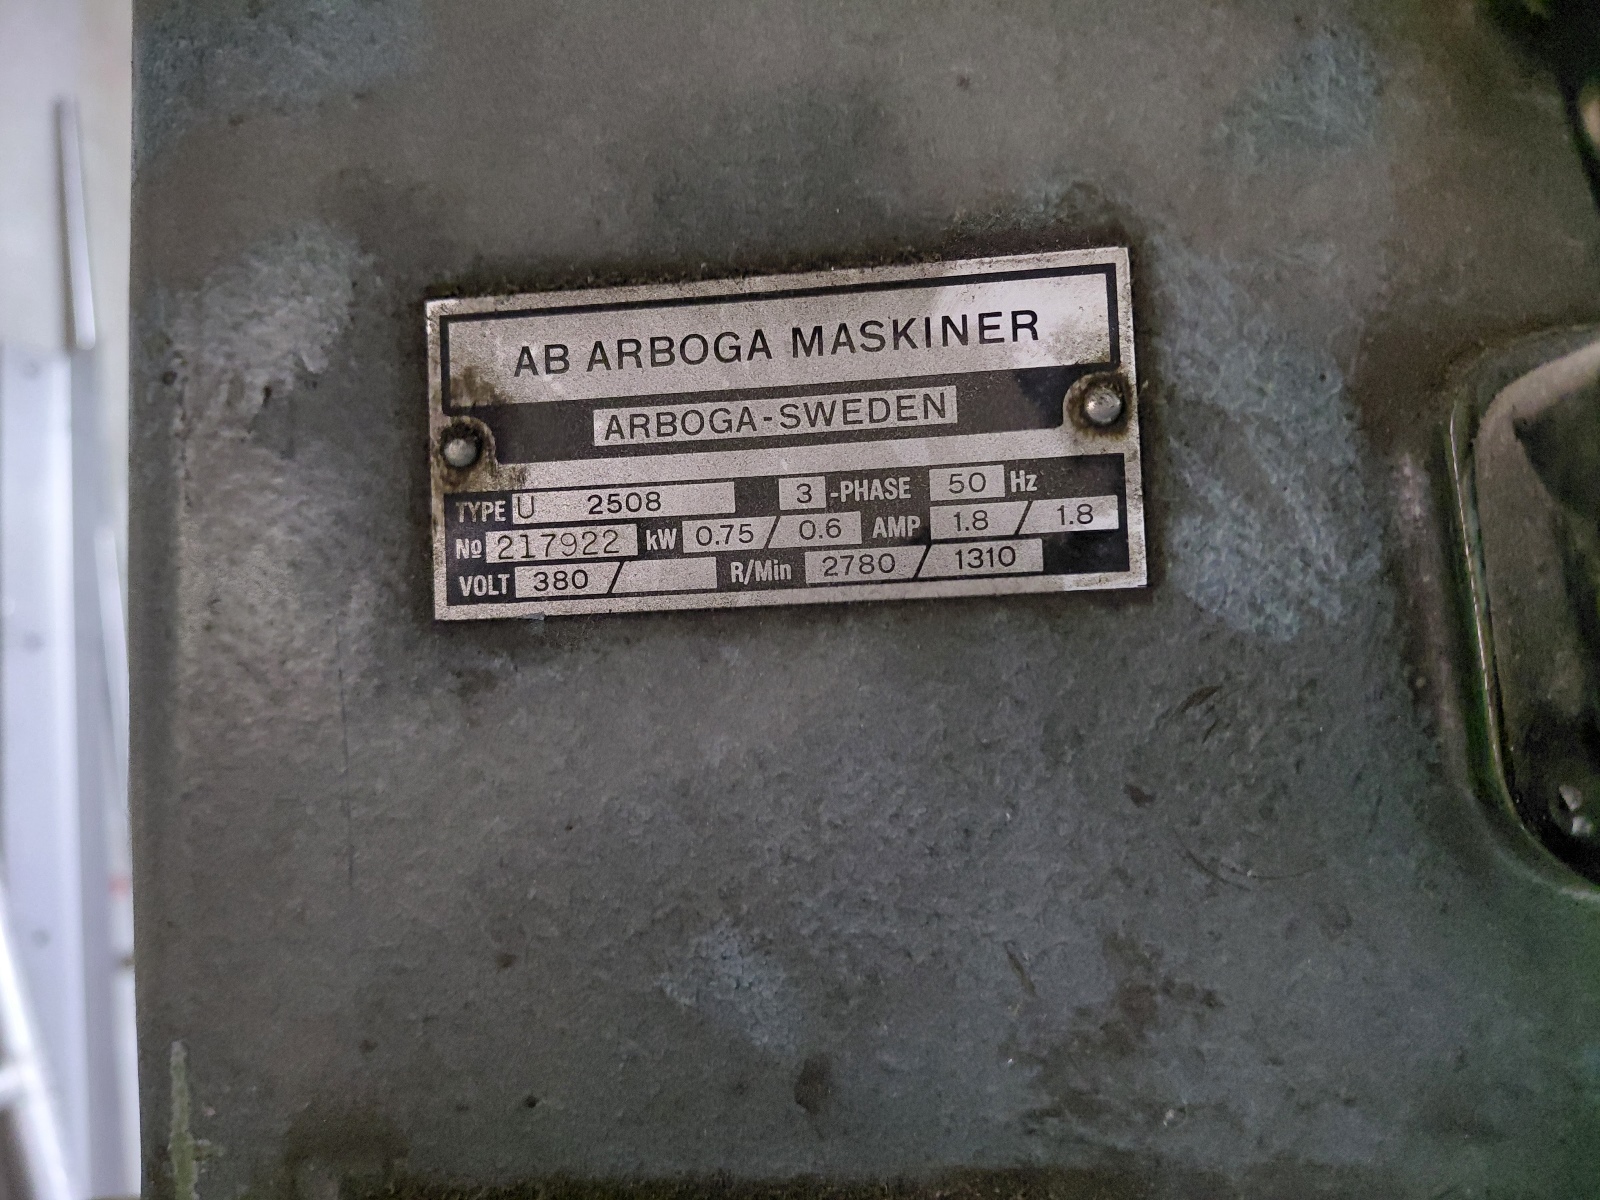 AB ARBOGA MASKINER
ARBOGA-SWEDEN
TYPE U 2508 3 -PHASE 50 Hz
No 217922 kW 0.75 / 0.6 AMP 1.8 / 1.8
VOLT 380 / R/Min 2780 / 1310